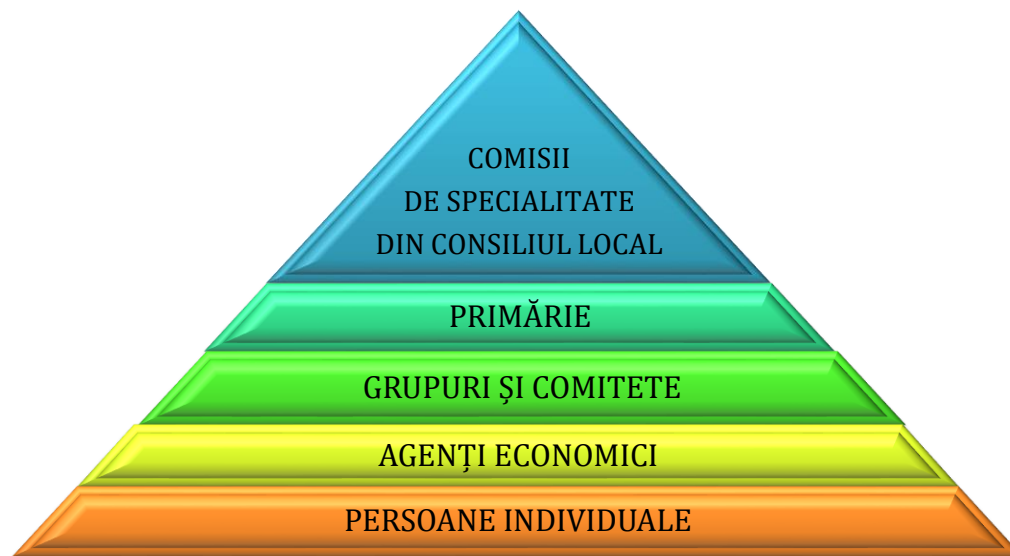 COMISII
DE SPECIALITATE
DIN CONSILIUL LOCAL
PRIMĂRIE
GRUPURI ȘI COMITETE
AGENȚI ECONOMICI
PERSOANE INDIVIDUALE